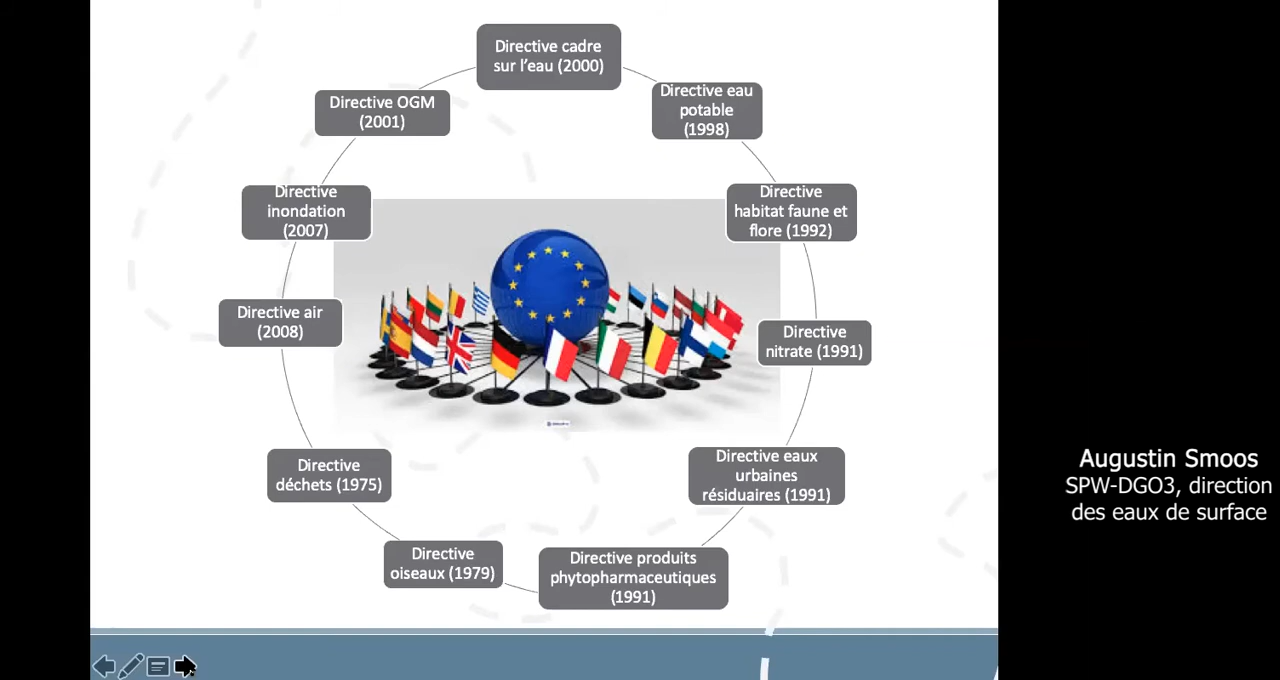 Directive cadre
sur l'eau (2000)
Directive eau
potable
(1998)
Directive
habitat faune et
flore (1992)
Directive
nitrate (1991)
Directive eaux
urbaines
résiduaires (1991)
Directive produits
phytopharmaceutiques
(1991)
Directive
oiseaux (1979)
Directive
déchets (1975)
Directive air
(2008)
Directive
inondation
(2007)
Directive OGM
(2001)
Augustin Smoos
SPW-DGO3, direction
des eaux de surface